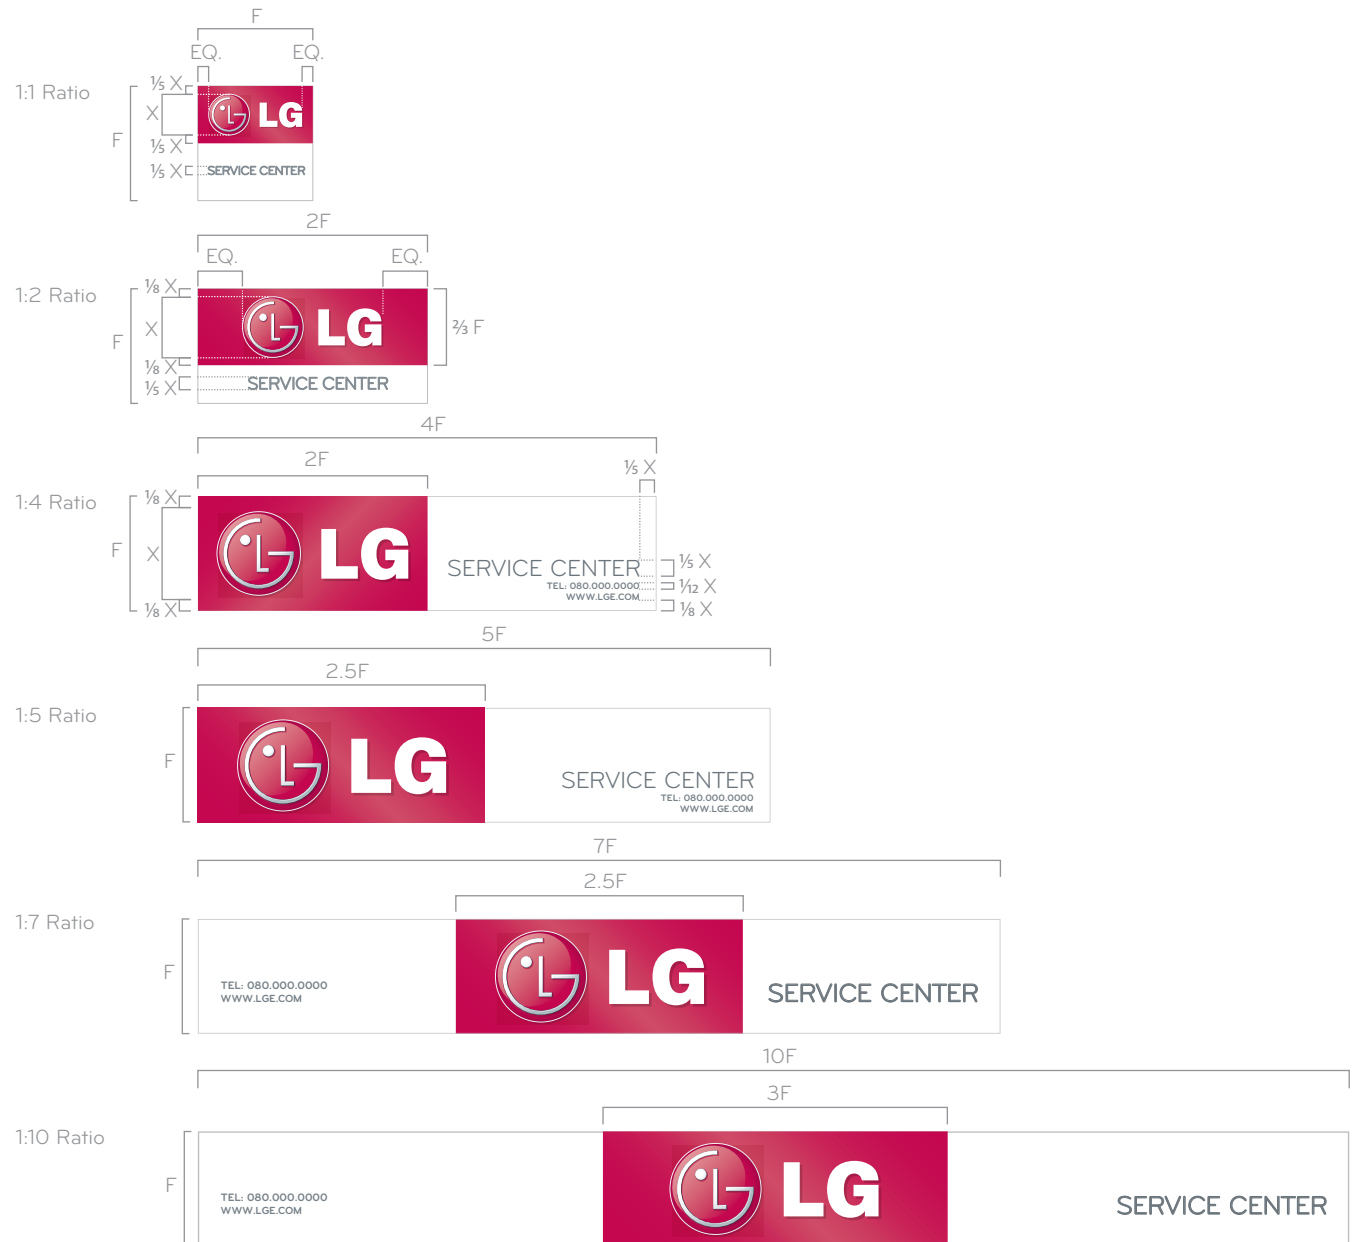 F
EQ. EQ.
1:1 Ratio
⅕ X
X
F
⅕ X
⅕ X
LG
SERVICE CENTER
2F
EQ. EQ.
1:2 Ratio
⅛ X
X
F
⅔ F
⅛ X
⅕ X
LG
SERVICE CENTER
4F
2F
⅕ X
1:4 Ratio
⅛ X
F
X
⅛ X
LG
SERVICE CENTER
TEL: 080.000.0000
WWW.LGE.COM
⅕ X
1/12 X
⅛ X
5F
2.5F
1:5 Ratio
F
LG
SERVICE CENTER
TEL: 080.000.0000
WWW.LGE.COM
7F
2.5F
1:7 Ratio
F
TEL: 080.000.0000
WWW.LGE.COM
LG
SERVICE CENTER
10F
3F
1:10 Ratio
F
TEL: 080.000.0000
WWW.LGE.COM
LG
SERVICE CENTER